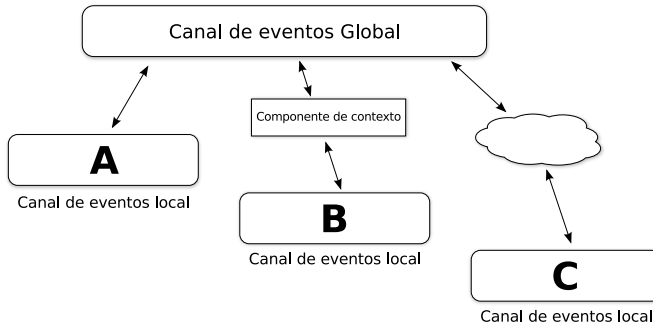 Canal de eventos Global
Componente de contexto
A
Canal de eventos local
B
Canal de eventos local
C
Canal de eventos local